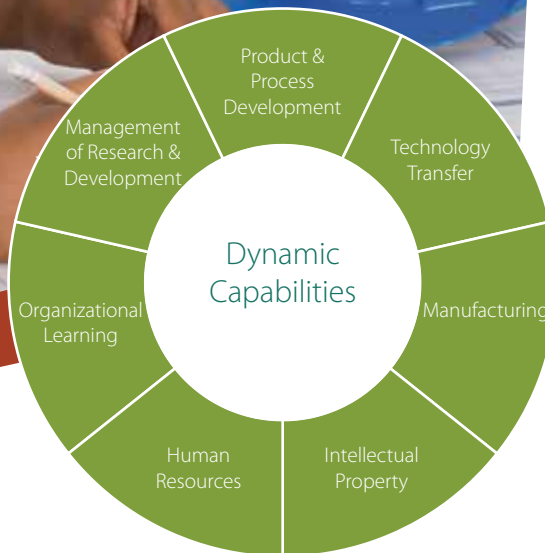 Product &
Process
Development
Technology
Transfer
Manufacturing
Intellectual
Property
Human
Resources
Organizational
Learning
Management
of Research &
Development
Dynamic
Capabilities